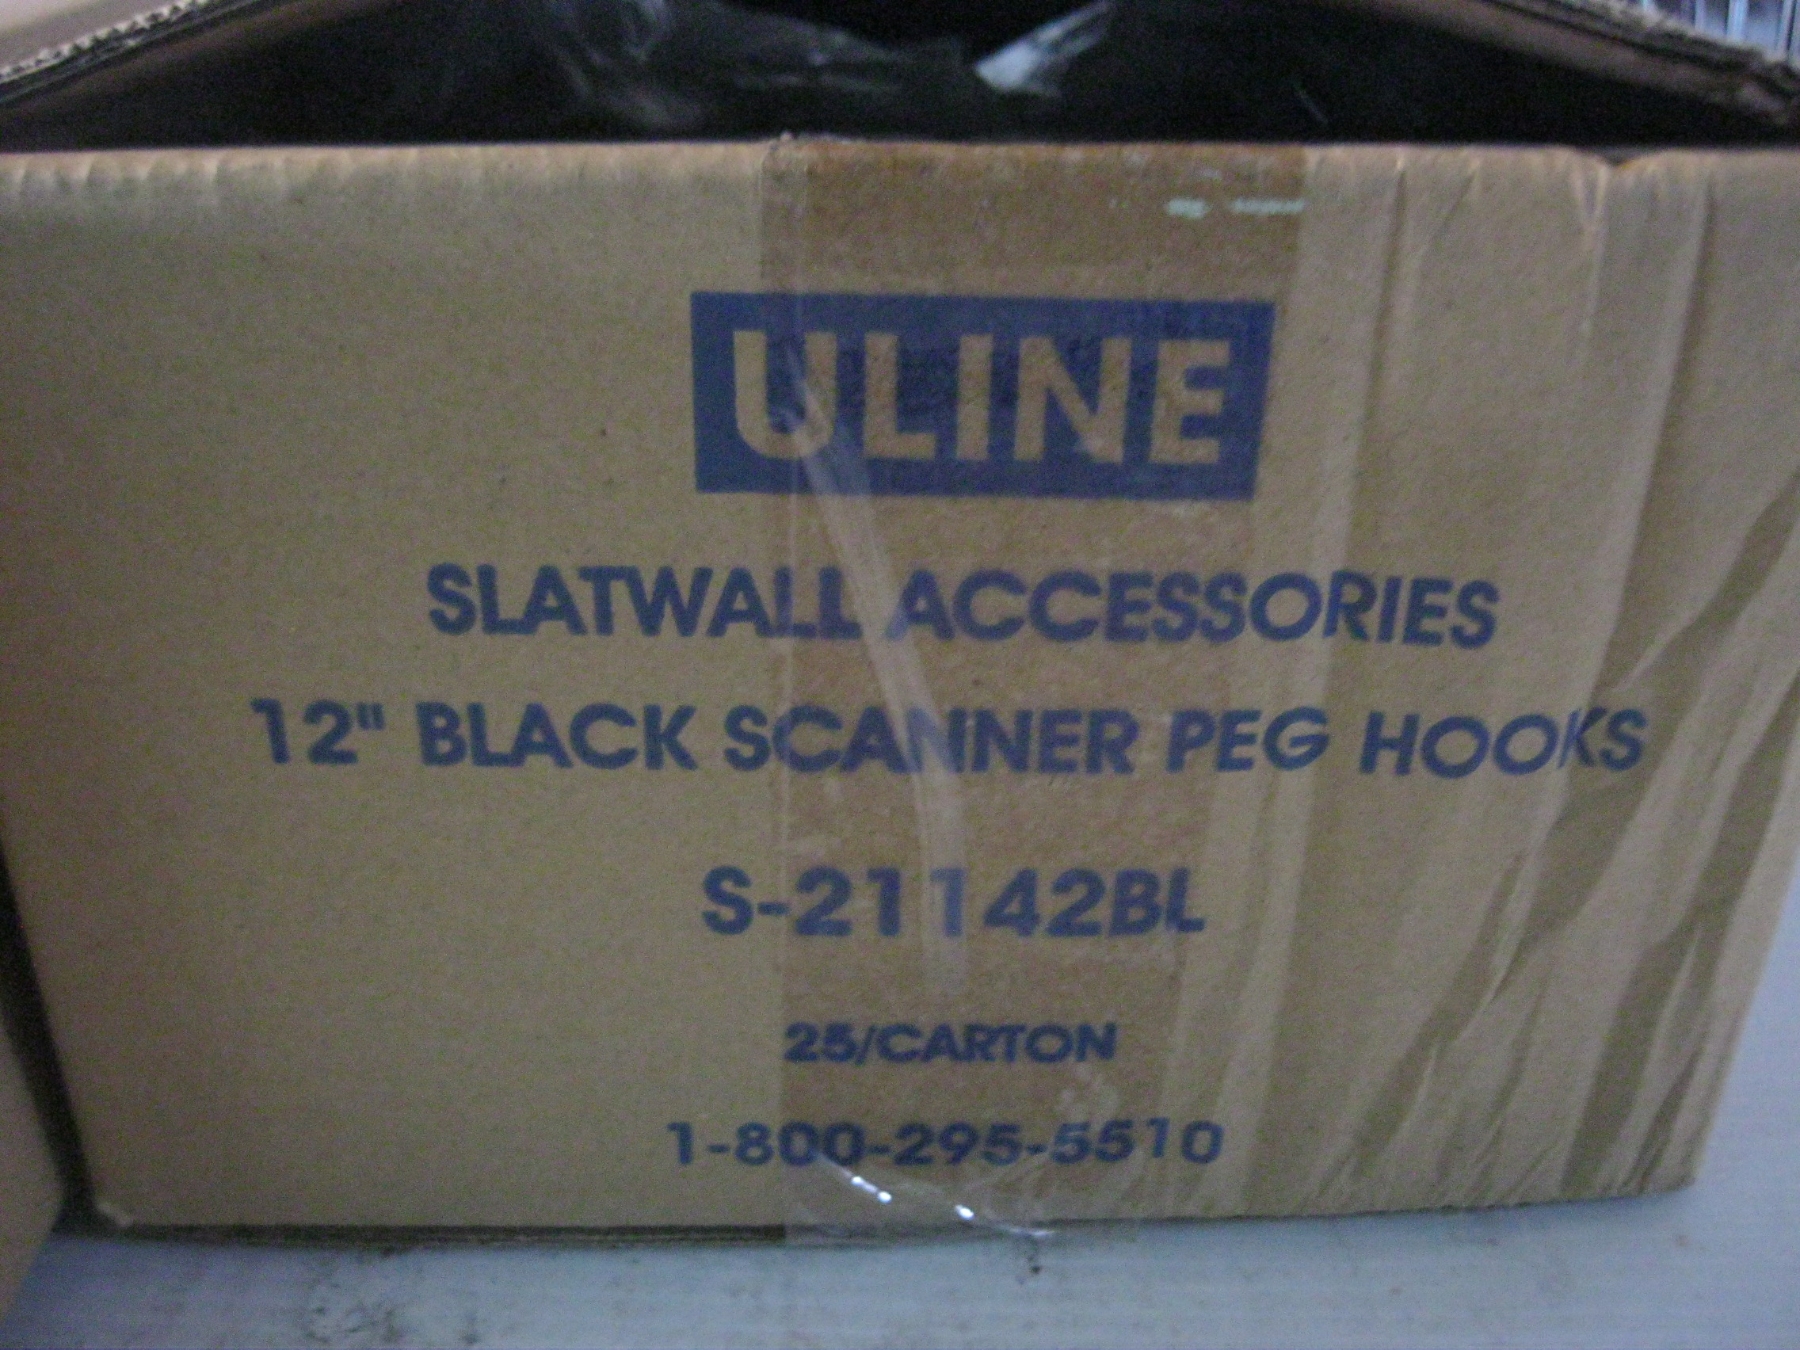 ULINE
SLATWALL ACCESSORIES
12" BLACK SCANNER PEG HOOKS
S-21142BL
25/CARTON
1-800-295-5510